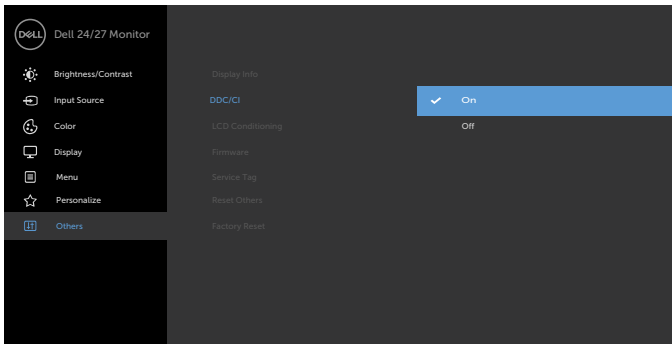 DELL Dell 24/27 Monitor
Brightness/Contrast
Input Source
Color
Display
Menu
Personalize
Others
Display Info
DDC/CI
LCD Conditioning
Firmware
Service Tag
Reset Others
Factory Reset
On
Off